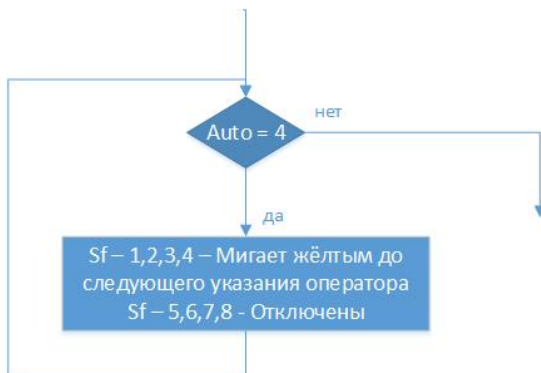 Auto = 4
нет
да
Sf – 1,2,3,4 – Мигает жёлтым до
следующего указания оператора
Sf – 5,6,7,8 - Отключены